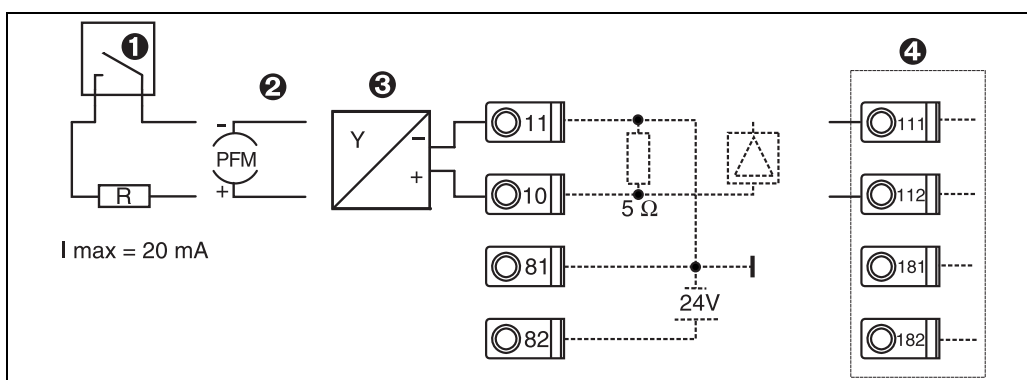 ❶ ❷ ❸ ❹
- Y - 11 111
PFM
+ + 10 112
R 5 Ω
I max = 20 mA 81 181
24V
82 182